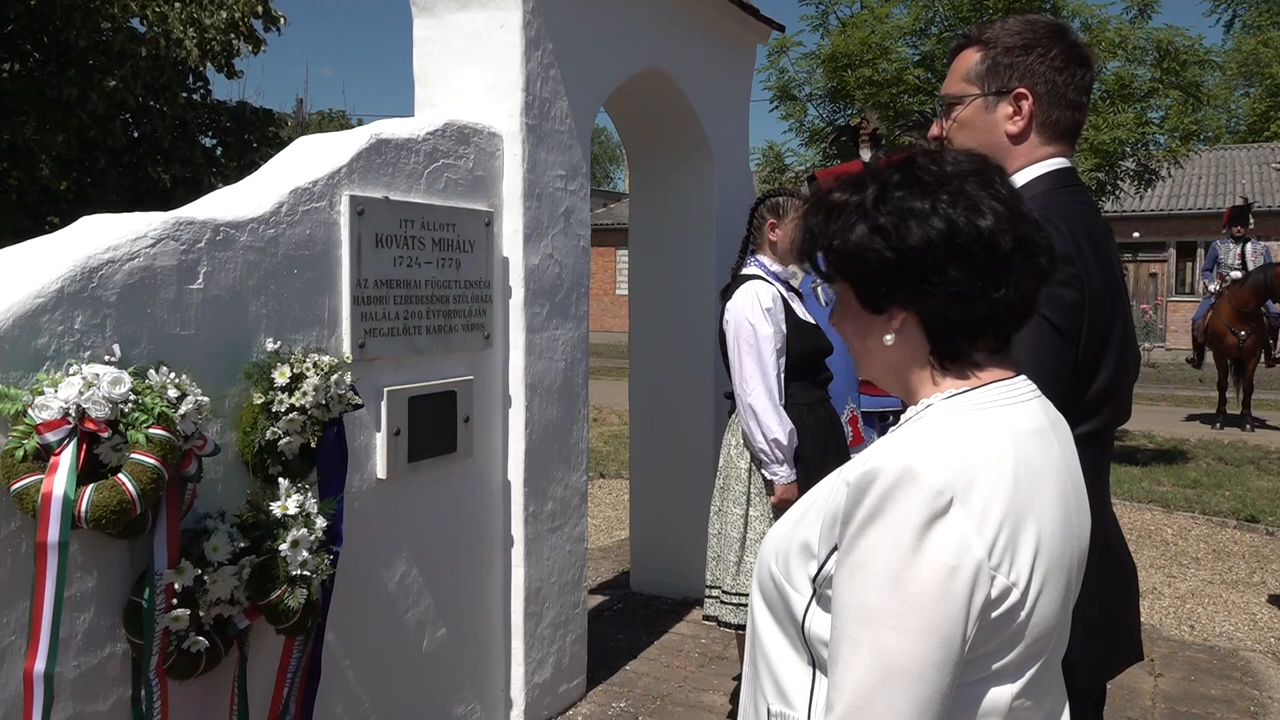 ITT ÁLLOTT
KOVÁTS MIHÁLY
1724-1779
AZ AMERIKAI FÜGGETLENSÉGI
HÁBORÚ EZREDESÉNEK SZÜLŐHÁZA
HALÁLA 200. ÉVFORDULÓJÁN
MEGJELÖLTE KARCAG VÁROS